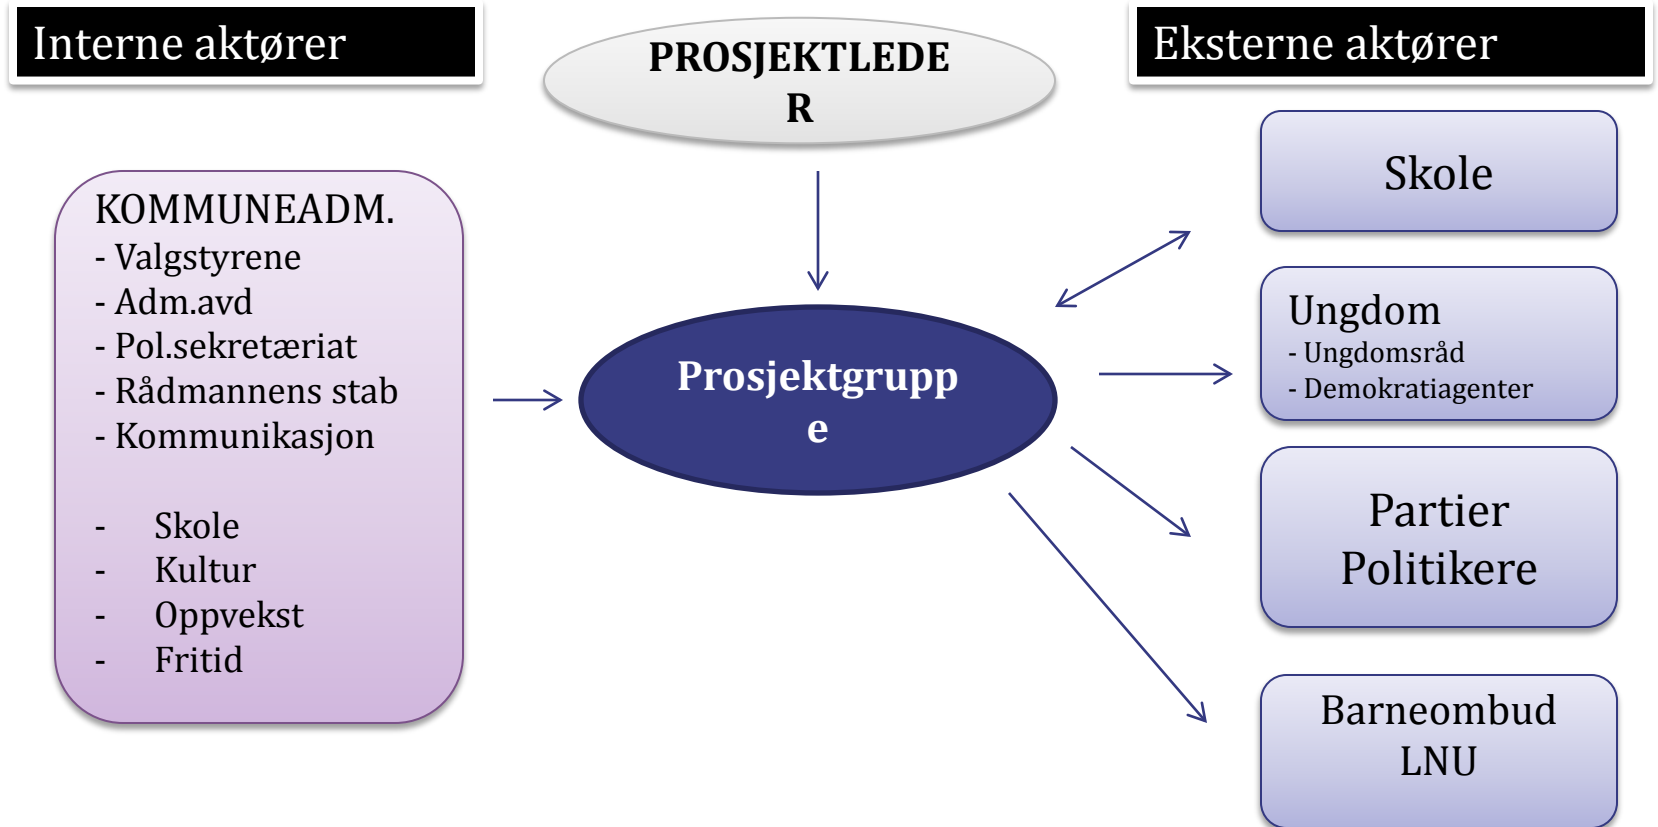 Interne aktører
PROSJEKTLEDE
R
Eksterne aktører
KOMMUNEADM.
- Valgstyrene
- Adm.avd
- Pol.sekretæriat
- Rådmannens stab
- Kommunikasjon
- Skole
- Kultur
- Oppvekst
- Fritid
Prosjektgrupp
e
Skole
Ungdom
- Ungdomsråd
- Demokratiagenter
Partier
Politikere
Barneombud
LNU